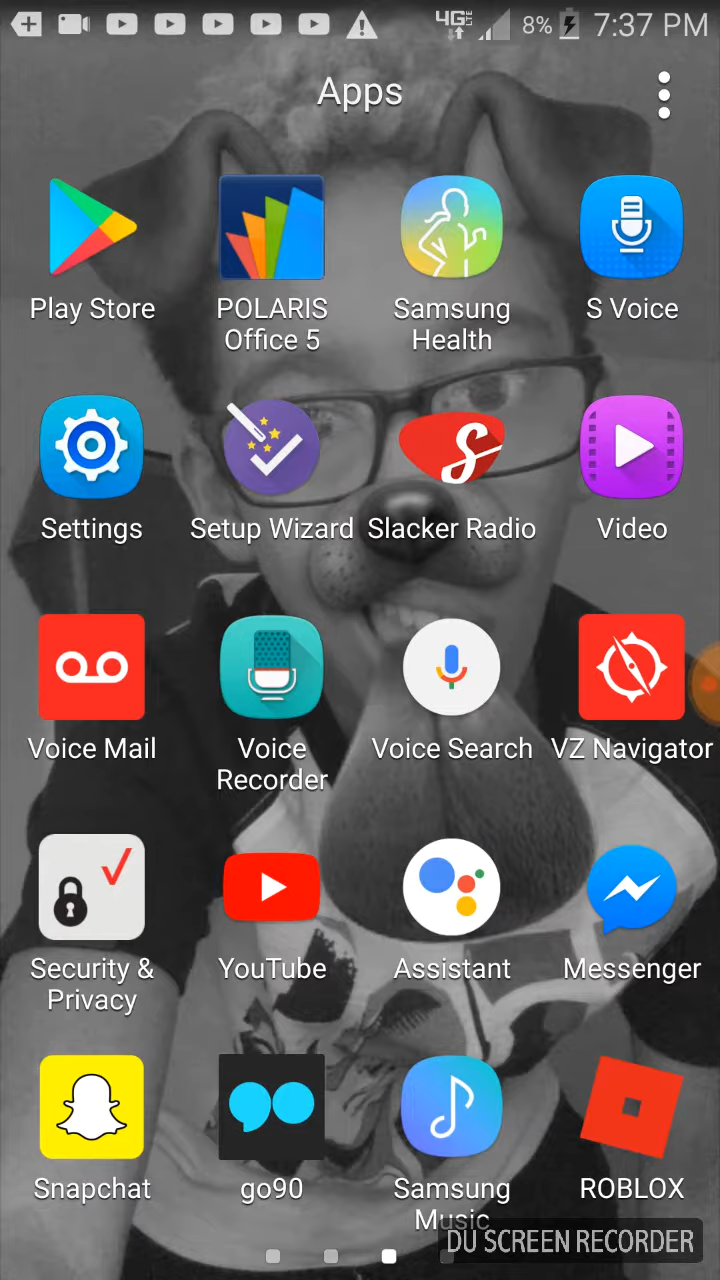 4G LTE 8% 7:37 PM
Apps
Play Store
POLARIS
Office 5
Samsung
Health
S Voice
Settings
Setup Wizard
Slacker Radio
Video
Voice Mail
Voice
Recorder
Voice Search
VZ Navigator
Security &
Privacy
YouTube
Assistant
Messenger
Snapchat
go90
Samsung
Music
ROBLOX
DU SCREEN RECORDER